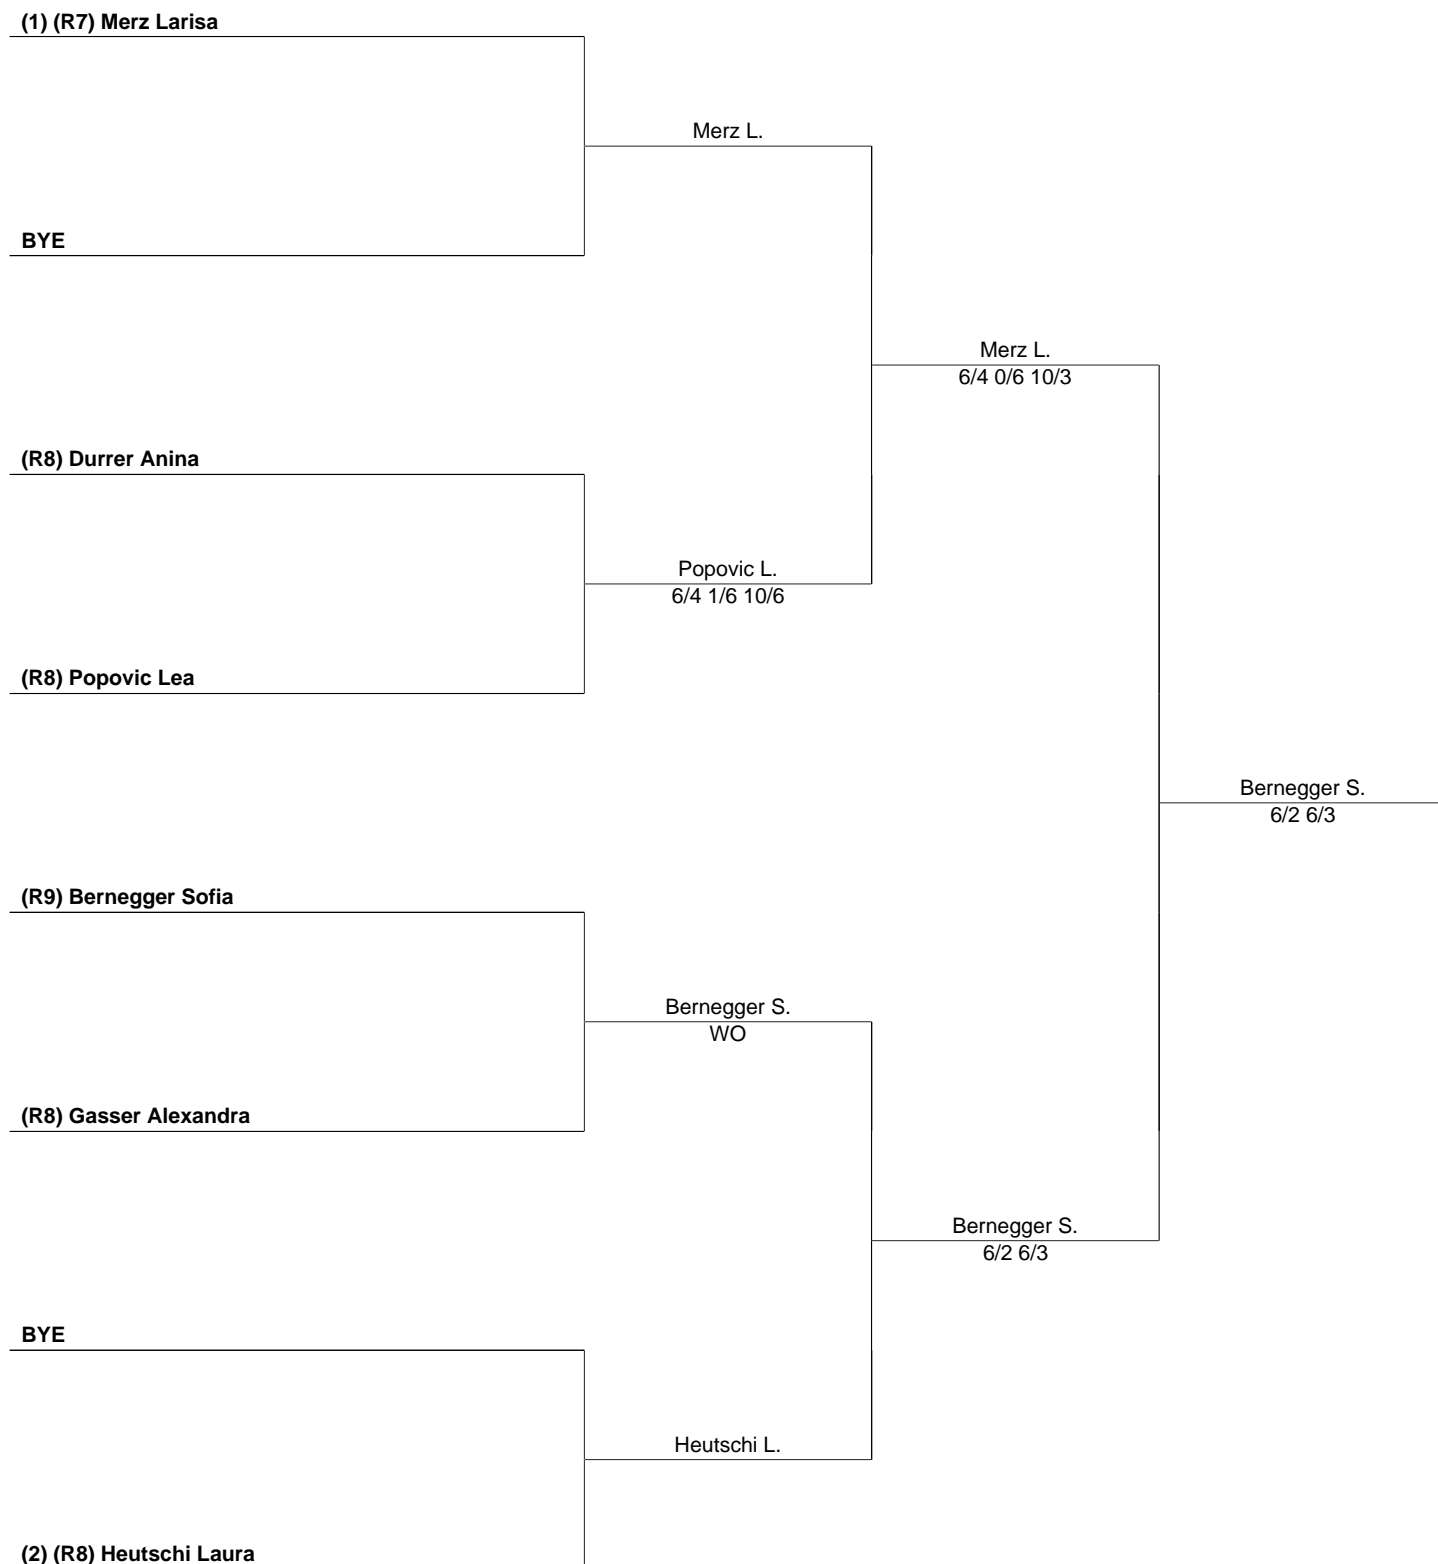 (1) (R7) Merz Larisa
Merz L.
BYE
Merz L.
6/4 0/6 10/3
(R8) Durrer Anina
Popovic L.
6/4 1/6 10/6
(R8) Popovic Lea
Bernegger S.
6/2 6/3
(R9) Bernegger Sofia
Bernegger S.
WO
(R8) Gasser Alexandra
Bernegger S.
6/2 6/3
BYE
Heutschi L.
(2) (R8) Heutschi Laura